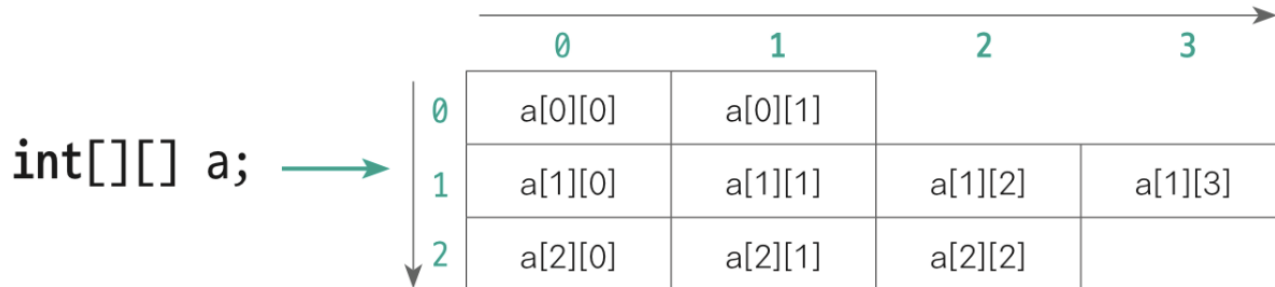 0 1 2 3
0 a[0][0] a[0][1]
int[][] a;
1 a[1][0] a[1][1] a[1][2] a[1][3]
2 a[2][0] a[2][1] a[2][2]